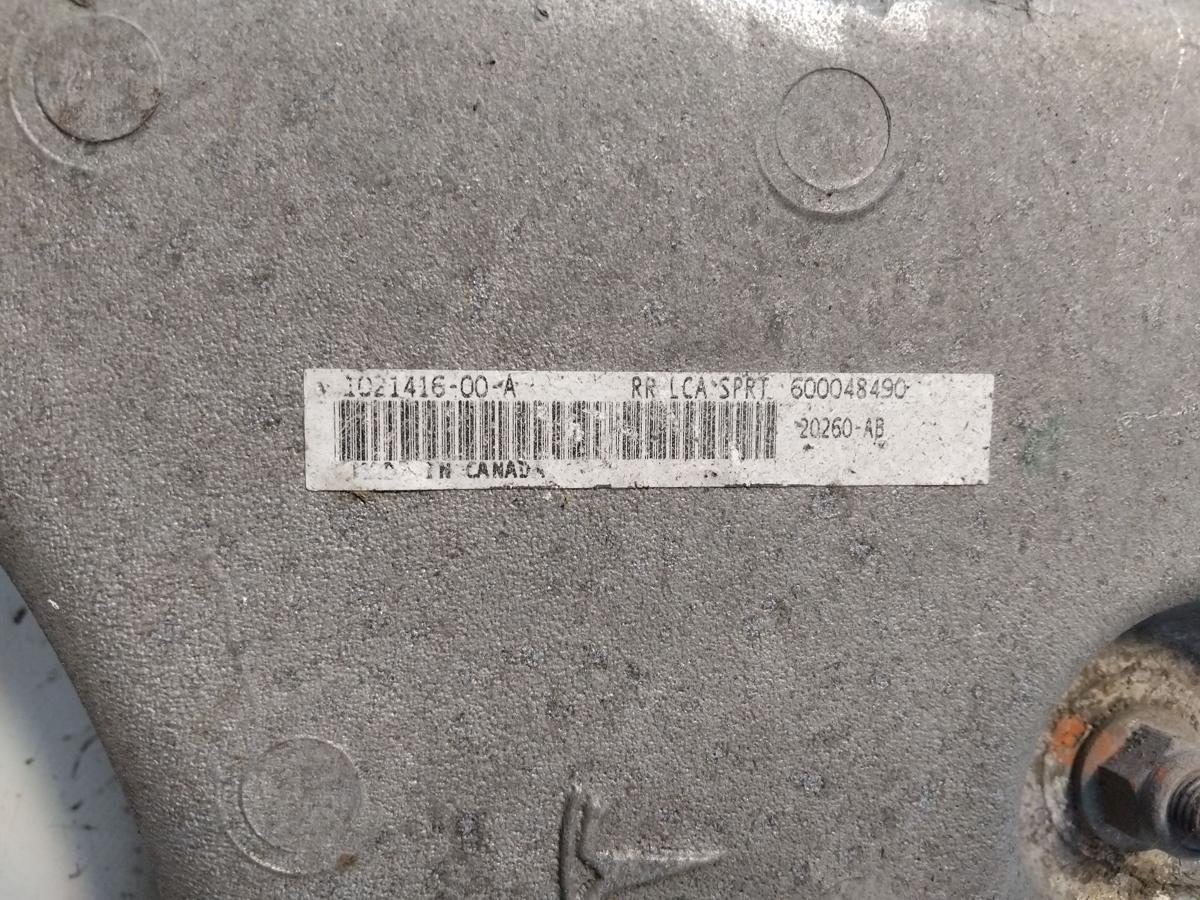 1021416-00-A RR LCA SPRT 600048490
20260-AB
IN CANADA